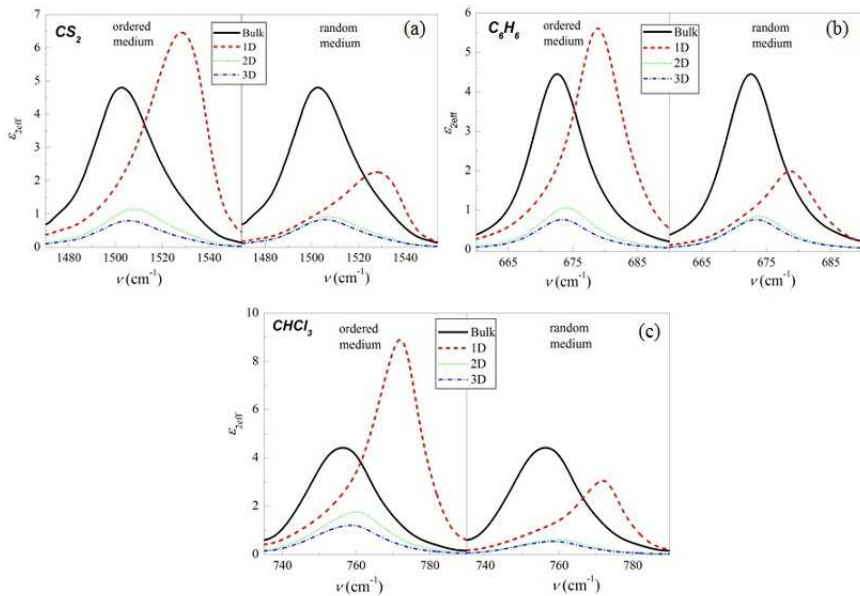 CS2
ordered
medium
random
medium
(a)
Bulk
1D
2D
3D
ε2eff
7
6
5
4
3
2
1
0
1480 1500 1520 1540 1480 1500 1520 1540
ν (cm-1)
ν (cm-1)
C6H6
ordered
medium
random
medium
(b)
Bulk
1D
2D
3D
ε2eff
6
5
4
3
2
1
0
665 675 685 665 675 685
ν (cm-1)
ν (cm-1)
CHCl3
ordered
medium
random
medium
(c)
Bulk
1D
2D
3D
ε2eff
10
8
6
4
2
0
740 760 780 740 760 780
ν (cm-1)
ν (cm-1)